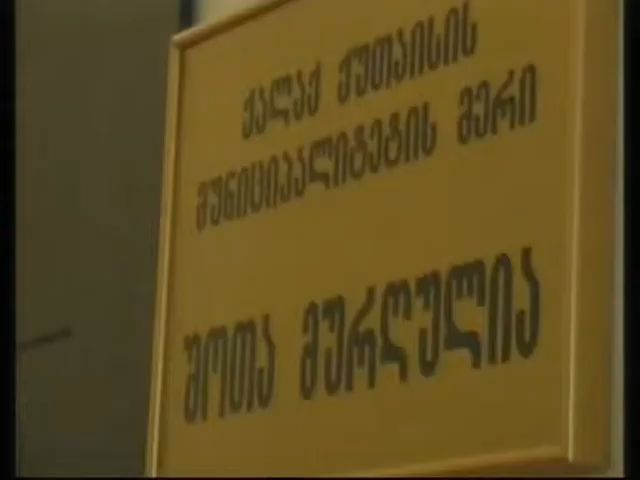 ქალაქ ქუთაისის
მუნიციპალიტეტის მერი
შოთა მურღულია